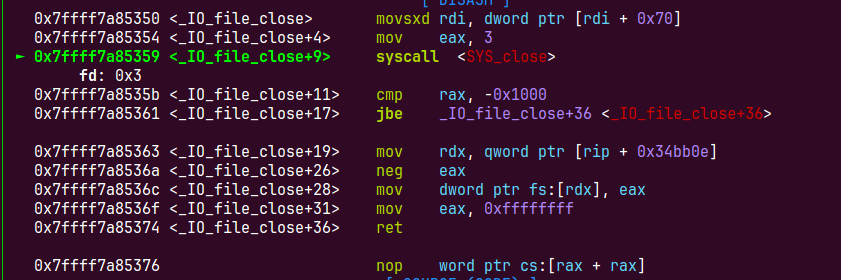 [ DISASM ]
0x7ffff7a85350 <_IO_file_close>       movsxd rdi, dword ptr [rdi + 0x70]
0x7ffff7a85354 <_IO_file_close+4>     mov    eax, 3
► 0x7ffff7a85359 <_IO_file_close+9>     syscall  <SYS_close>
fd: 0x3
0x7ffff7a8535b <_IO_file_close+11>    cmp    rax, -0x1000
0x7ffff7a85361 <_IO_file_close+17>    jbe    _IO_file_close+36 <_IO_file_close+36>
0x7ffff7a85363 <_IO_file_close+19>    mov    rdx, qword ptr [rip + 0x34bb0e]
0x7ffff7a8536a <_IO_file_close+26>    neg    eax
0x7ffff7a8536c <_IO_file_close+28>    mov    dword ptr fs:[rdx], eax
0x7ffff7a8536f <_IO_file_close+31>    mov    eax, 0xffffffff
0x7ffff7a85374 <_IO_file_close+36>    ret
0x7ffff7a85376                        nop    word ptr cs:[rax + rax]
[ SOURCE (CODE) ]